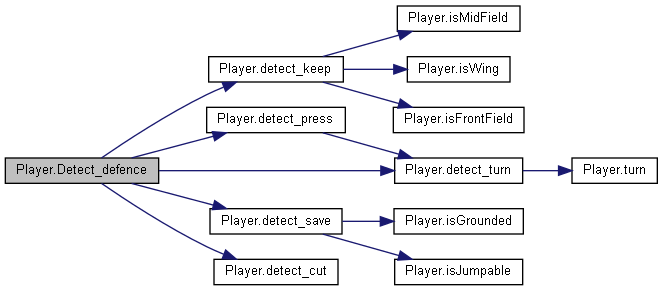 Player.isMidField
Player.detect_keep
Player.isWing
Player.detect_press
Player.isFrontField
Player.Detect_defence
Player.detect_turn
Player.turn
Player.detect_save
Player.isGrounded
Player.detect_cut
Player.isJumpable